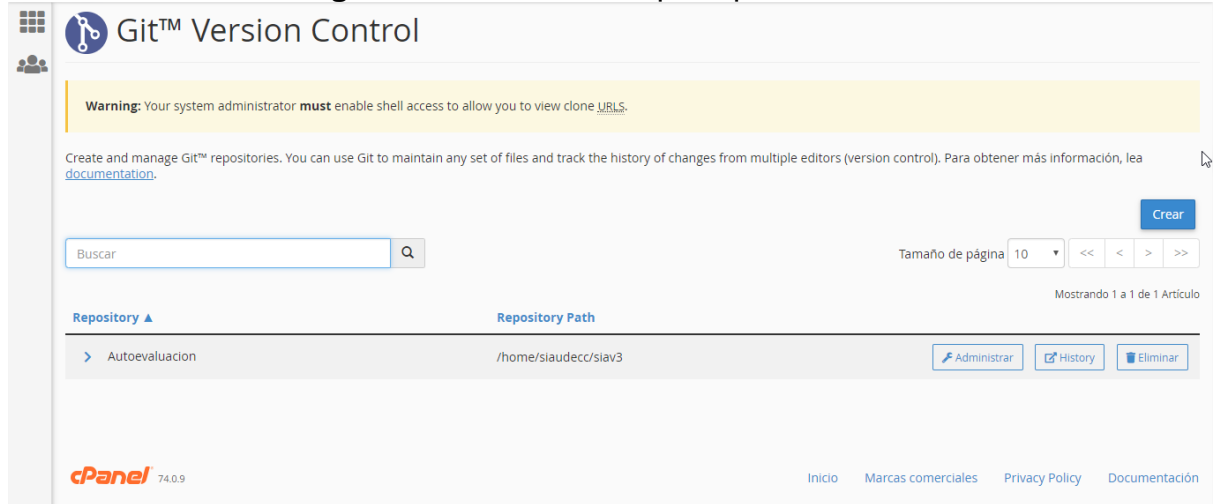 Git™ Version Control
Warning: Your system administrator must enable shell access to allow you to view clone URLS.
Create and manage Git™ repositories. You can use Git to maintain any set of files and track the history of changes from multiple editors (version control). Para obtener más información, lea
documentation.
Crear
Buscar
Tamaño de página 10 << < > >>
Mostrando 1 a 1 de 1 Artículo
Repository ▲ Repository Path
Autoevaluacion /home/siaudecc/siav3 Administrar History Eliminar
cPanel 74.0.9 Inicio Marcas comerciales Privacy Policy Documentación